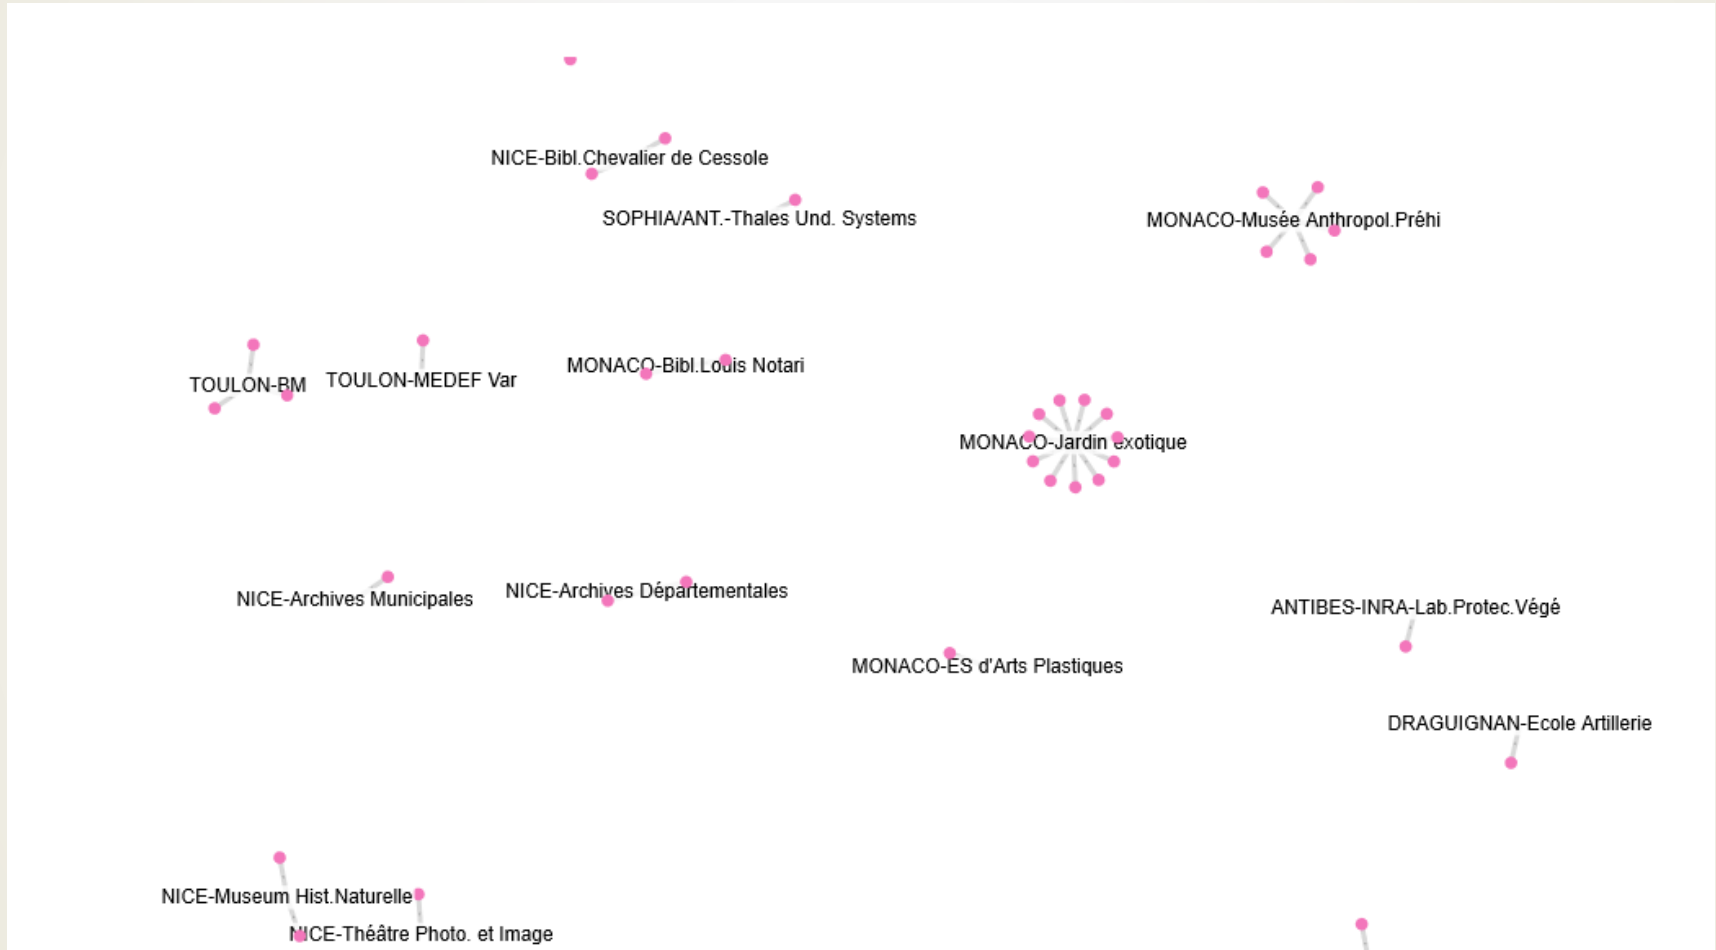 NICE-Bibl.Chevalier de Cessole
SOPHIA/ANT.-Thales Und. Systems
MONACO-Musée Anthropol.Préhi
TOULON-BM
TOULON-MEDEF Var
MONACO-Bibl.Louis Notari
MONACO-Jardin exotique
NICE-Archives Municipales
NICE-Archives Départementales
ANTIBES-INRA-Lab.Protec.Végé
MONACO-ES d'Arts Plastiques
DRAGUIGNAN-Ecole Artillerie
NICE-Museum Hist.Naturelle
NICE-Théâtre Photo. et Image